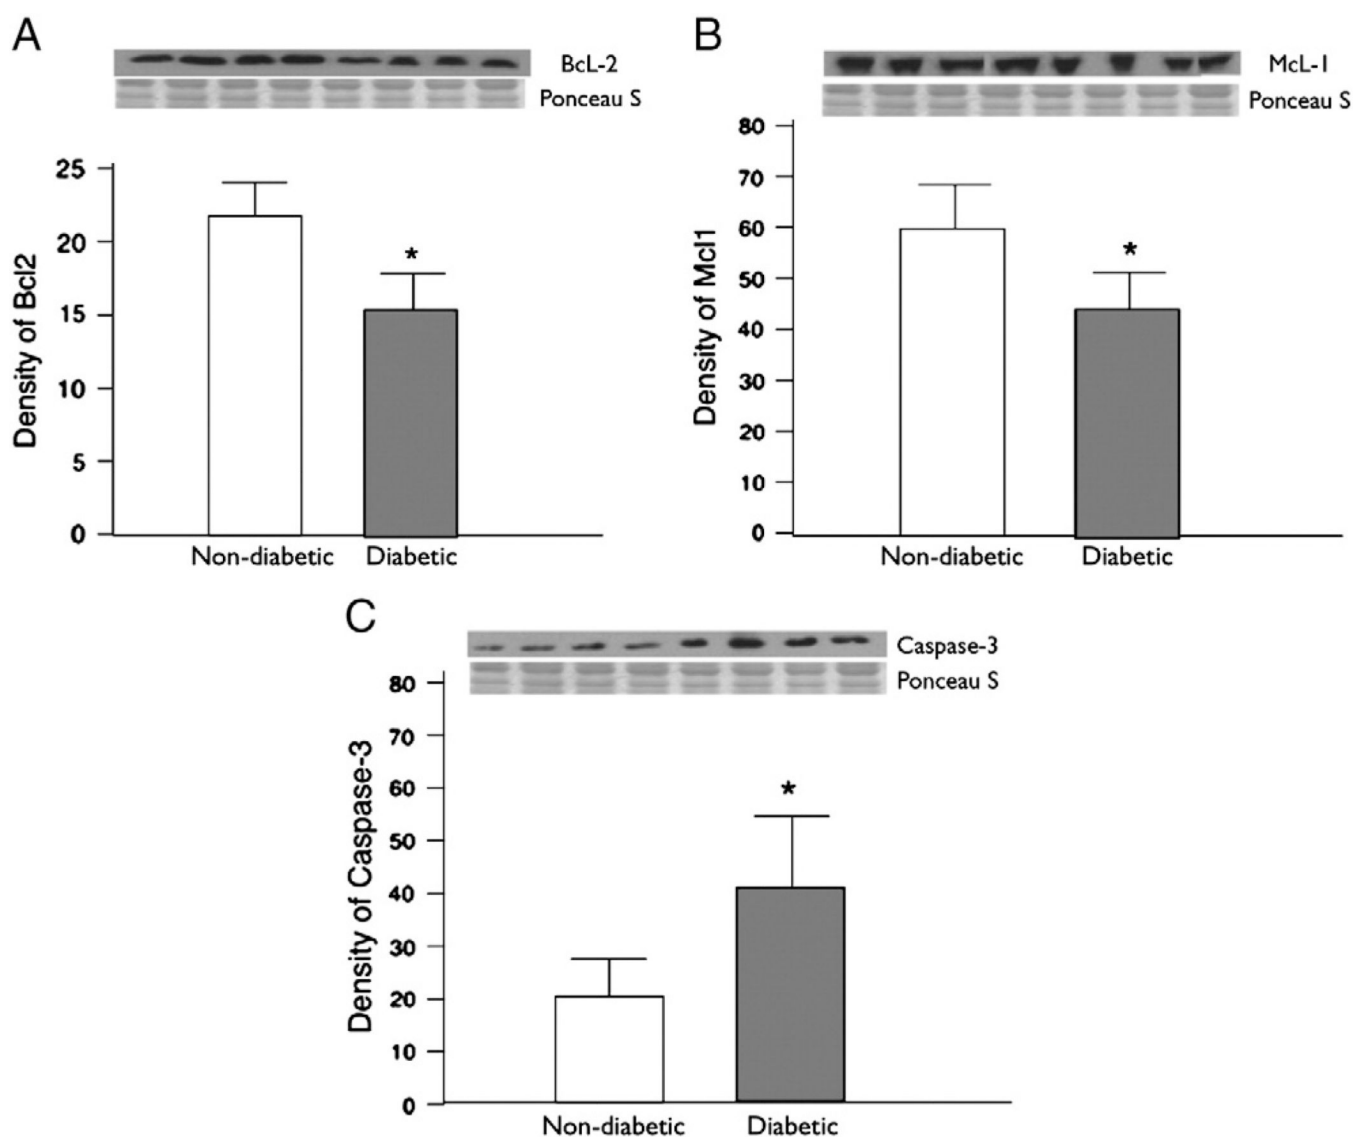 A
BcL-2
Ponceau S
25
20
15
10
5
0
Density of Bcl2
*
Non-diabetic Diabetic
B
McL-1
Ponceau S
80
70
60
50
40
30
20
10
0
Density of Mcl1
*
Non-diabetic Diabetic
C
Caspase-3
Ponceau S
80
70
60
50
40
30
20
10
0
Density of Caspase-3
*
Non-diabetic Diabetic